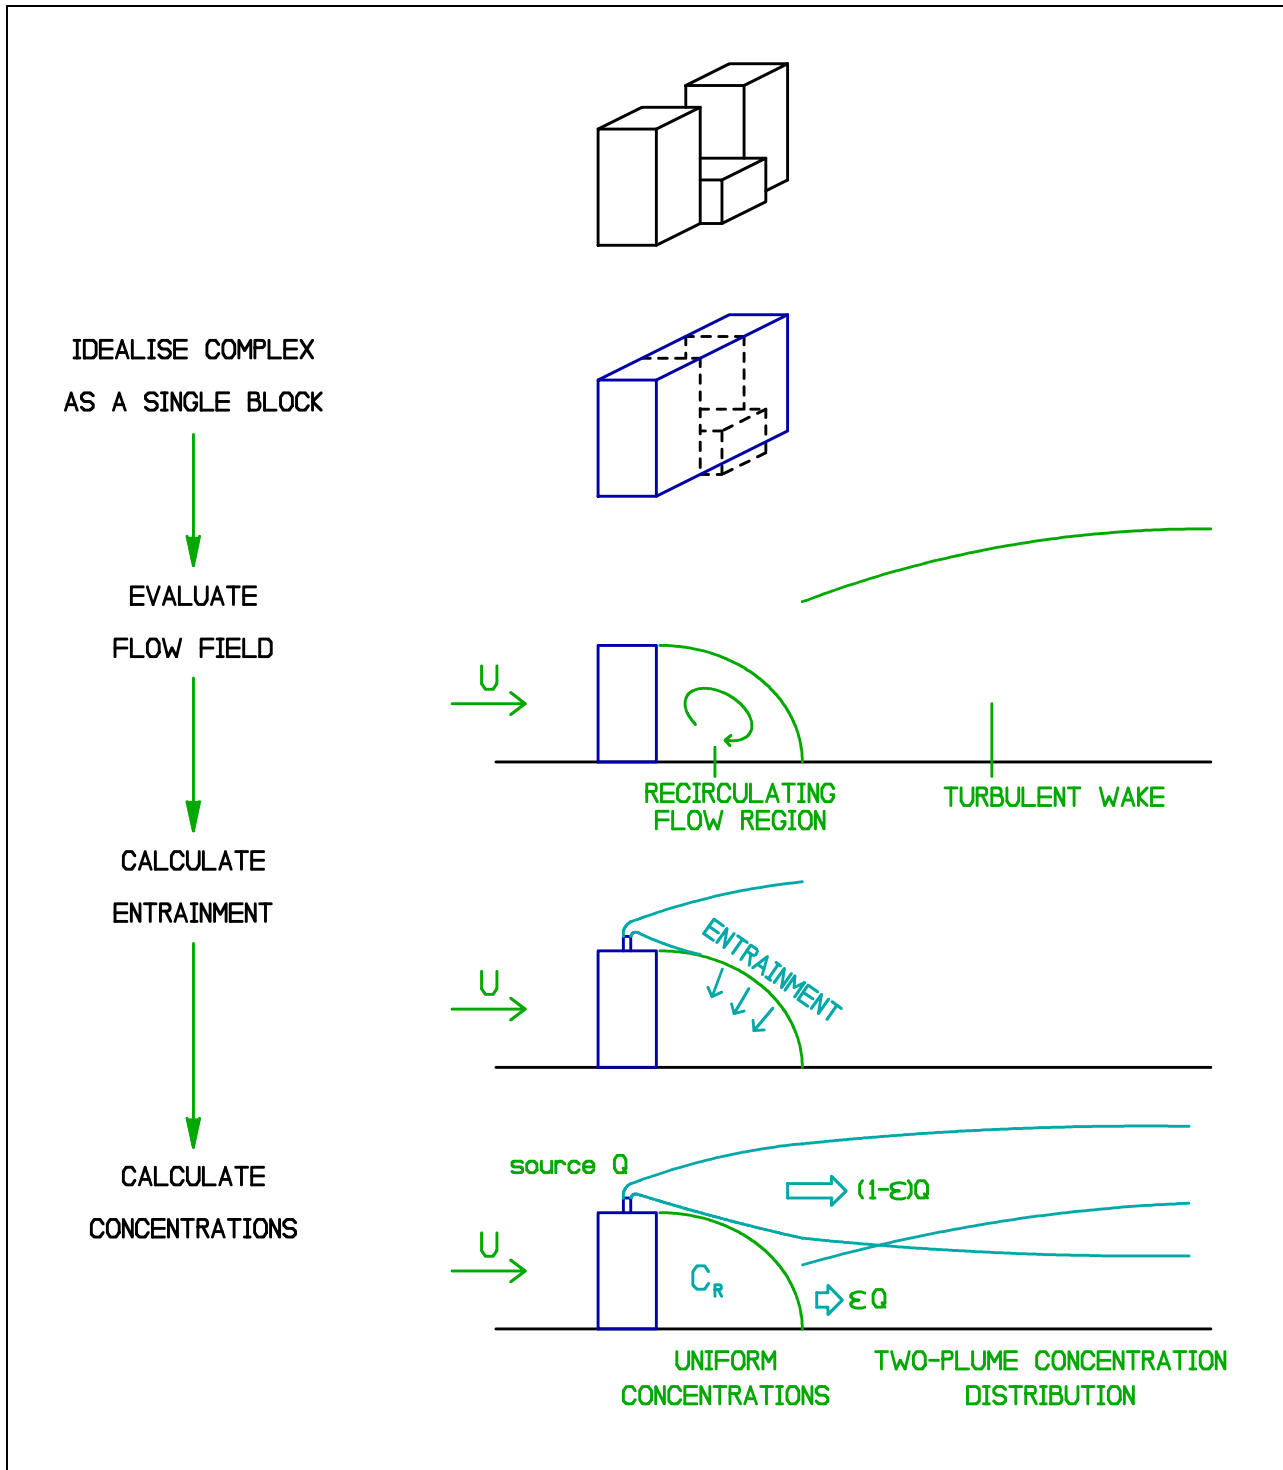 IDEALISE COMPLEX
AS A SINGLE BLOCK
EVALUATE
FLOW FIELD
U
RECIRCULATING
FLOW REGION
TURBULENT WAKE
CALCULATE
ENTRAINMENT
U
ENTRAINMENT
CALCULATE
CONCENTRATIONS
source Q
(1-ε)Q
U
C_R
εQ
UNIFORM
CONCENTRATIONS
TWO-PLUME CONCENTRATION
DISTRIBUTION